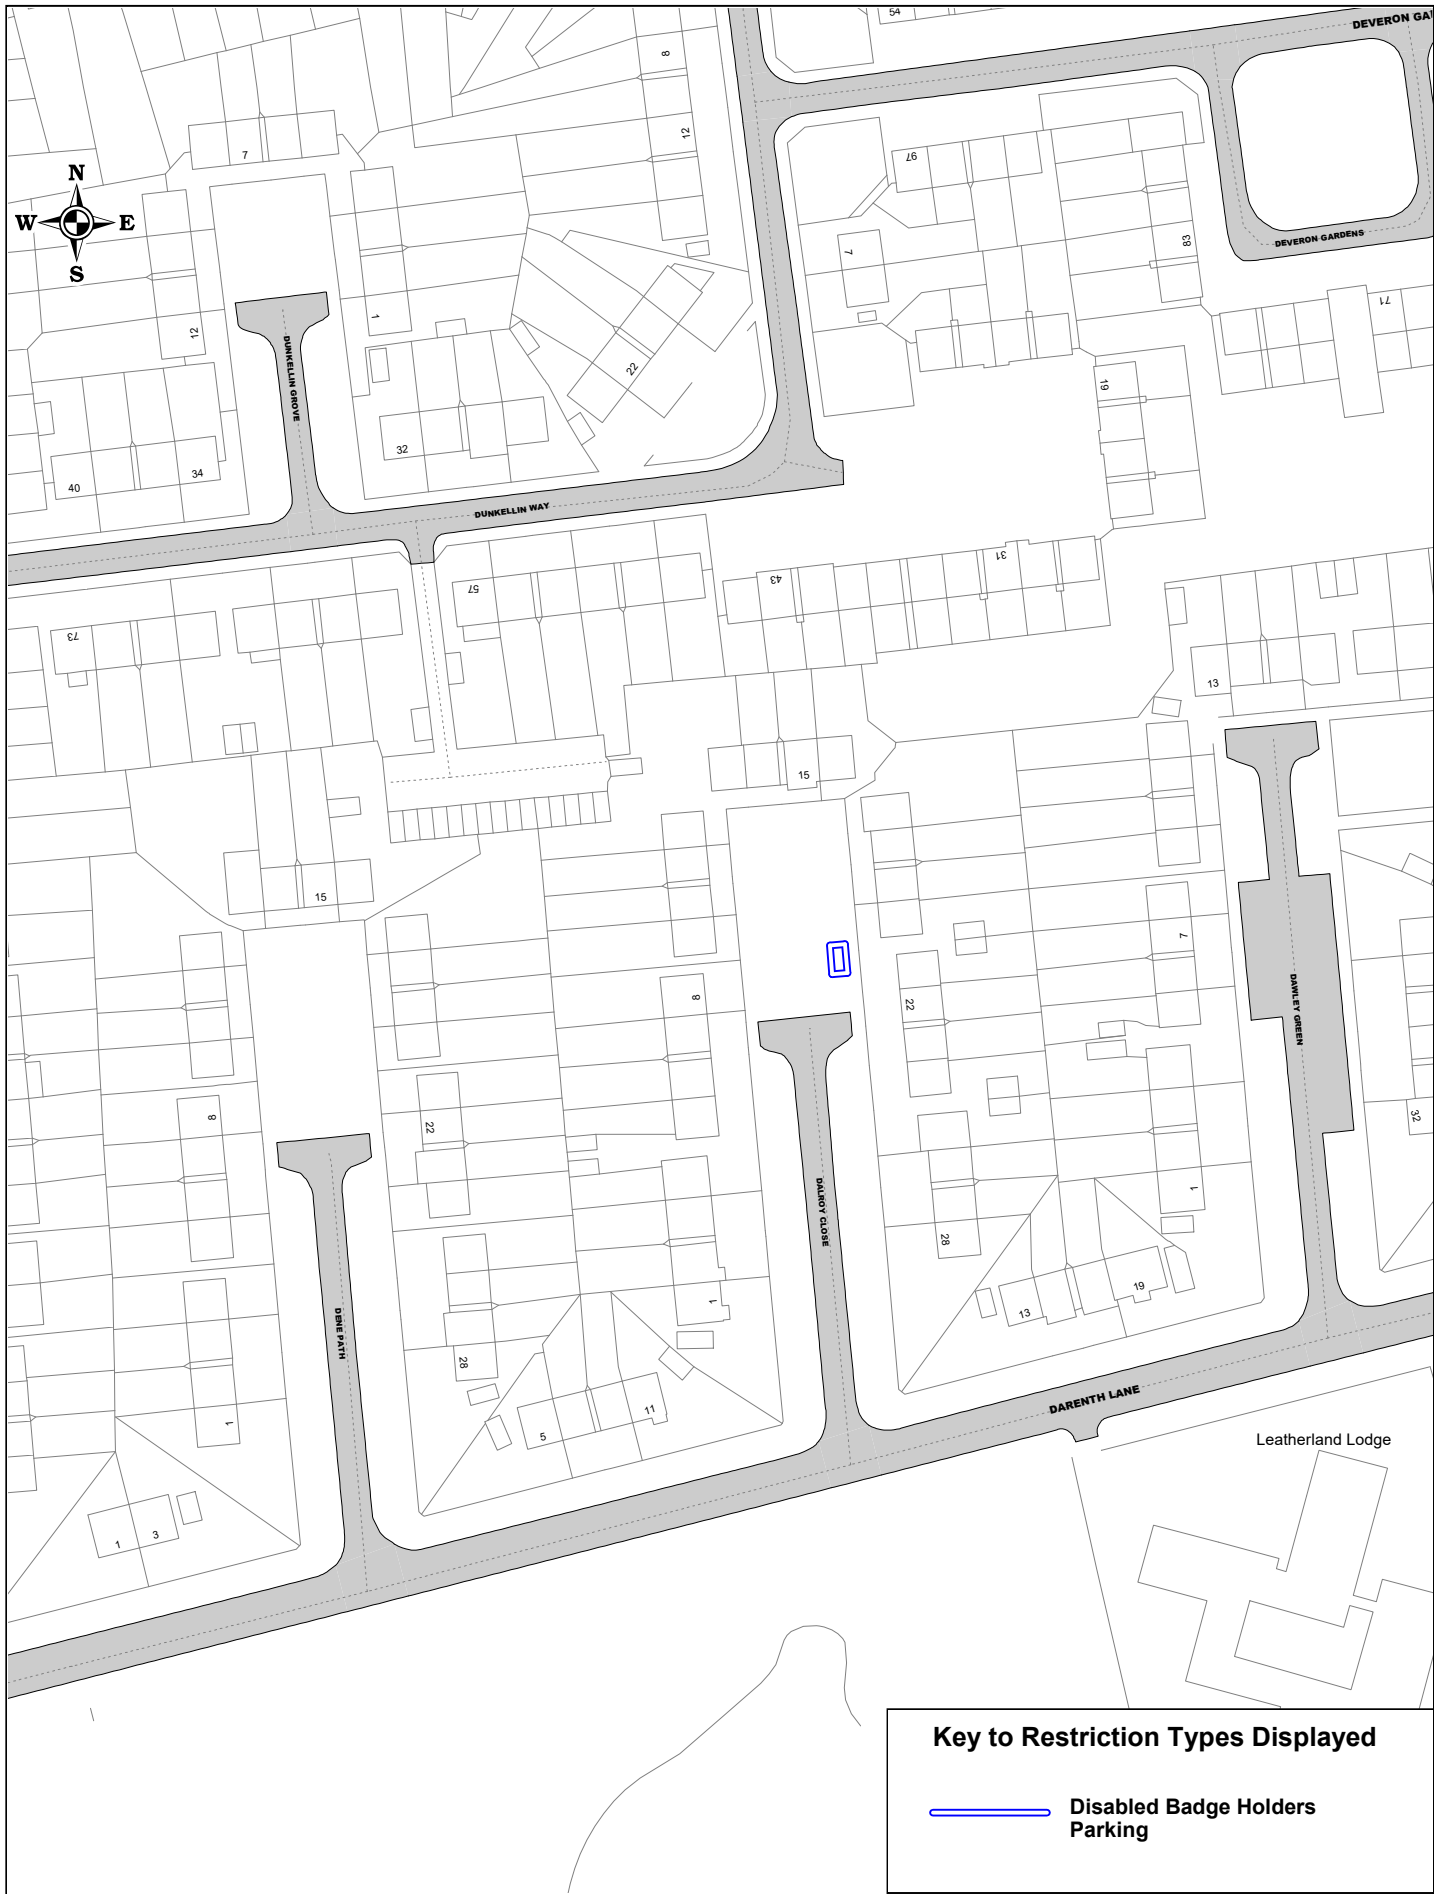 DEVERON GA
54
8
12
7
97
N
W E
S
7
83
DEVERON GARDENS
12
1
71
DUNKELLIN GROVE
22
19
32
34
40
DUNKELLIN WAY
31
43
57
73
13
15
15
7
DAWLEY GREEN
8
22
32
22
8
1
DALROY CLOSE
28
19
13
1
DENE PATH
28
11
5
1
DARENTH LANE
Leatherland Lodge
1
3
Key to Restriction Types Displayed
Disabled Badge Holders
Parking